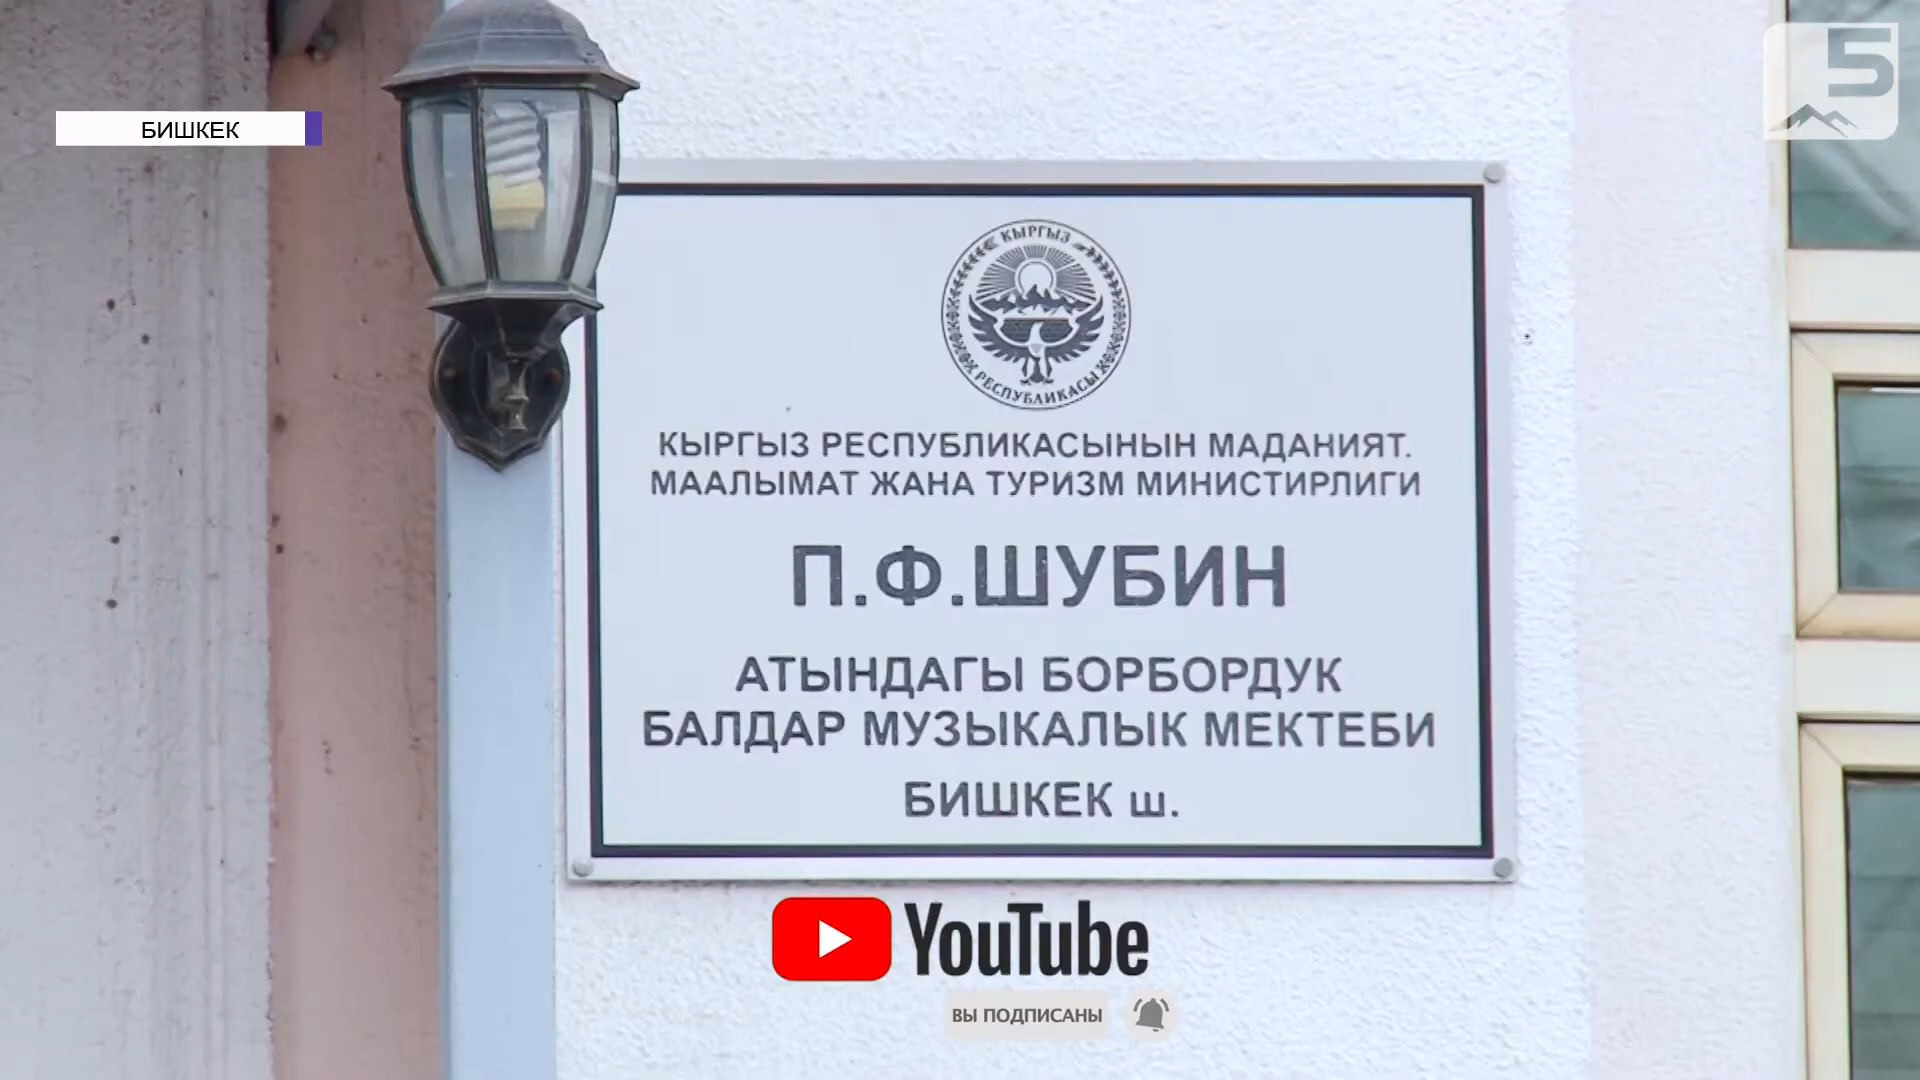 5
БИШКЕК
КЫРГЫЗ
РЕСПУБЛИКАСЫ
КЫРГЫЗ РЕСПУБЛИКАСЫНЫН МАДАНИЯТ.
МААЛЫМАТ ЖАНА ТУРИЗМ МИНИСТИРЛИГИ
П.Ф.ШУБИН
АТЫНДАГЫ БОРБОРДУК
БАЛДАР МУЗЫКАЛЫК МЕКТЕБИ
БИШКЕК ш.
YouTube
ВЫ ПОДПИСАНЫ